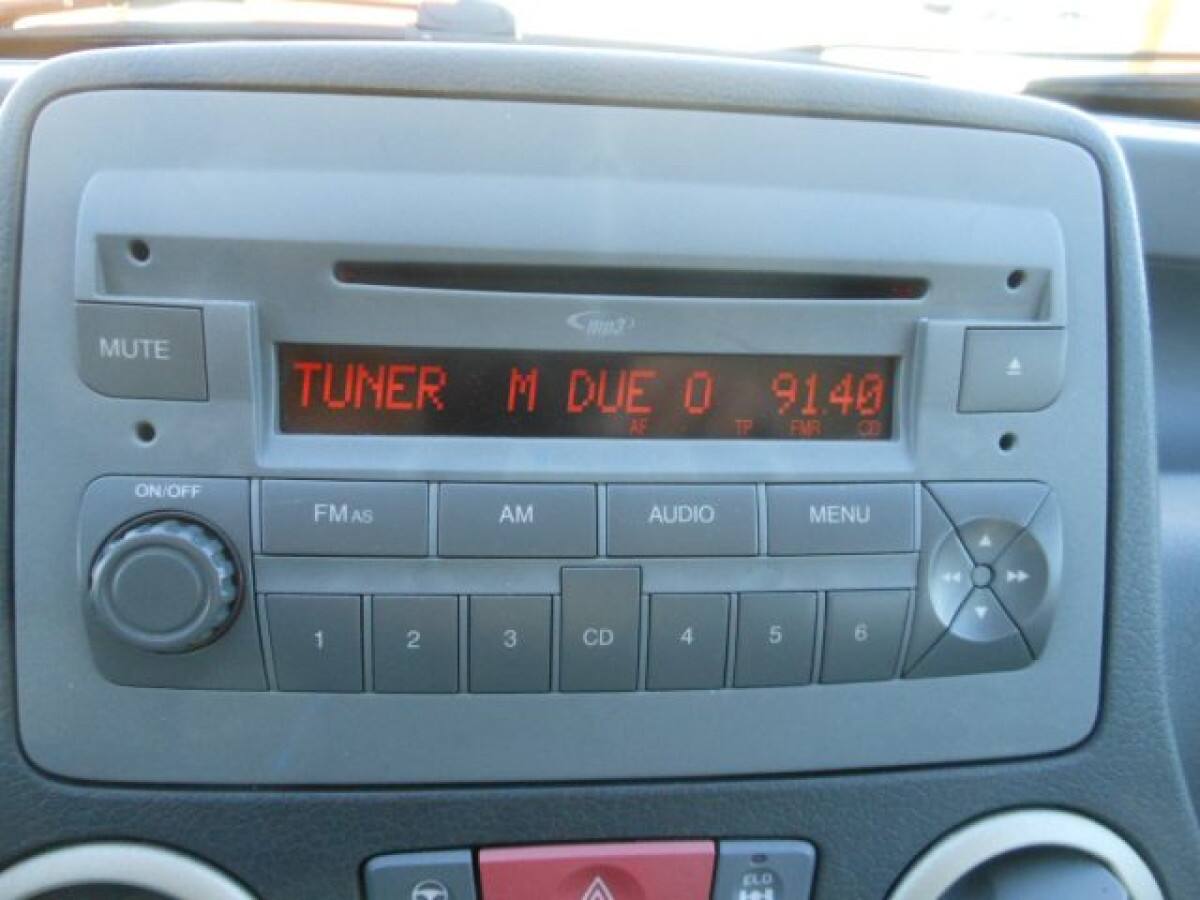 mp3
MUTE
TUNER M DUE O 91.40
AF TP FMR CD
ON/OFF
FM AS AM AUDIO MENU
1 2 3 CD 4 5 6
ELD